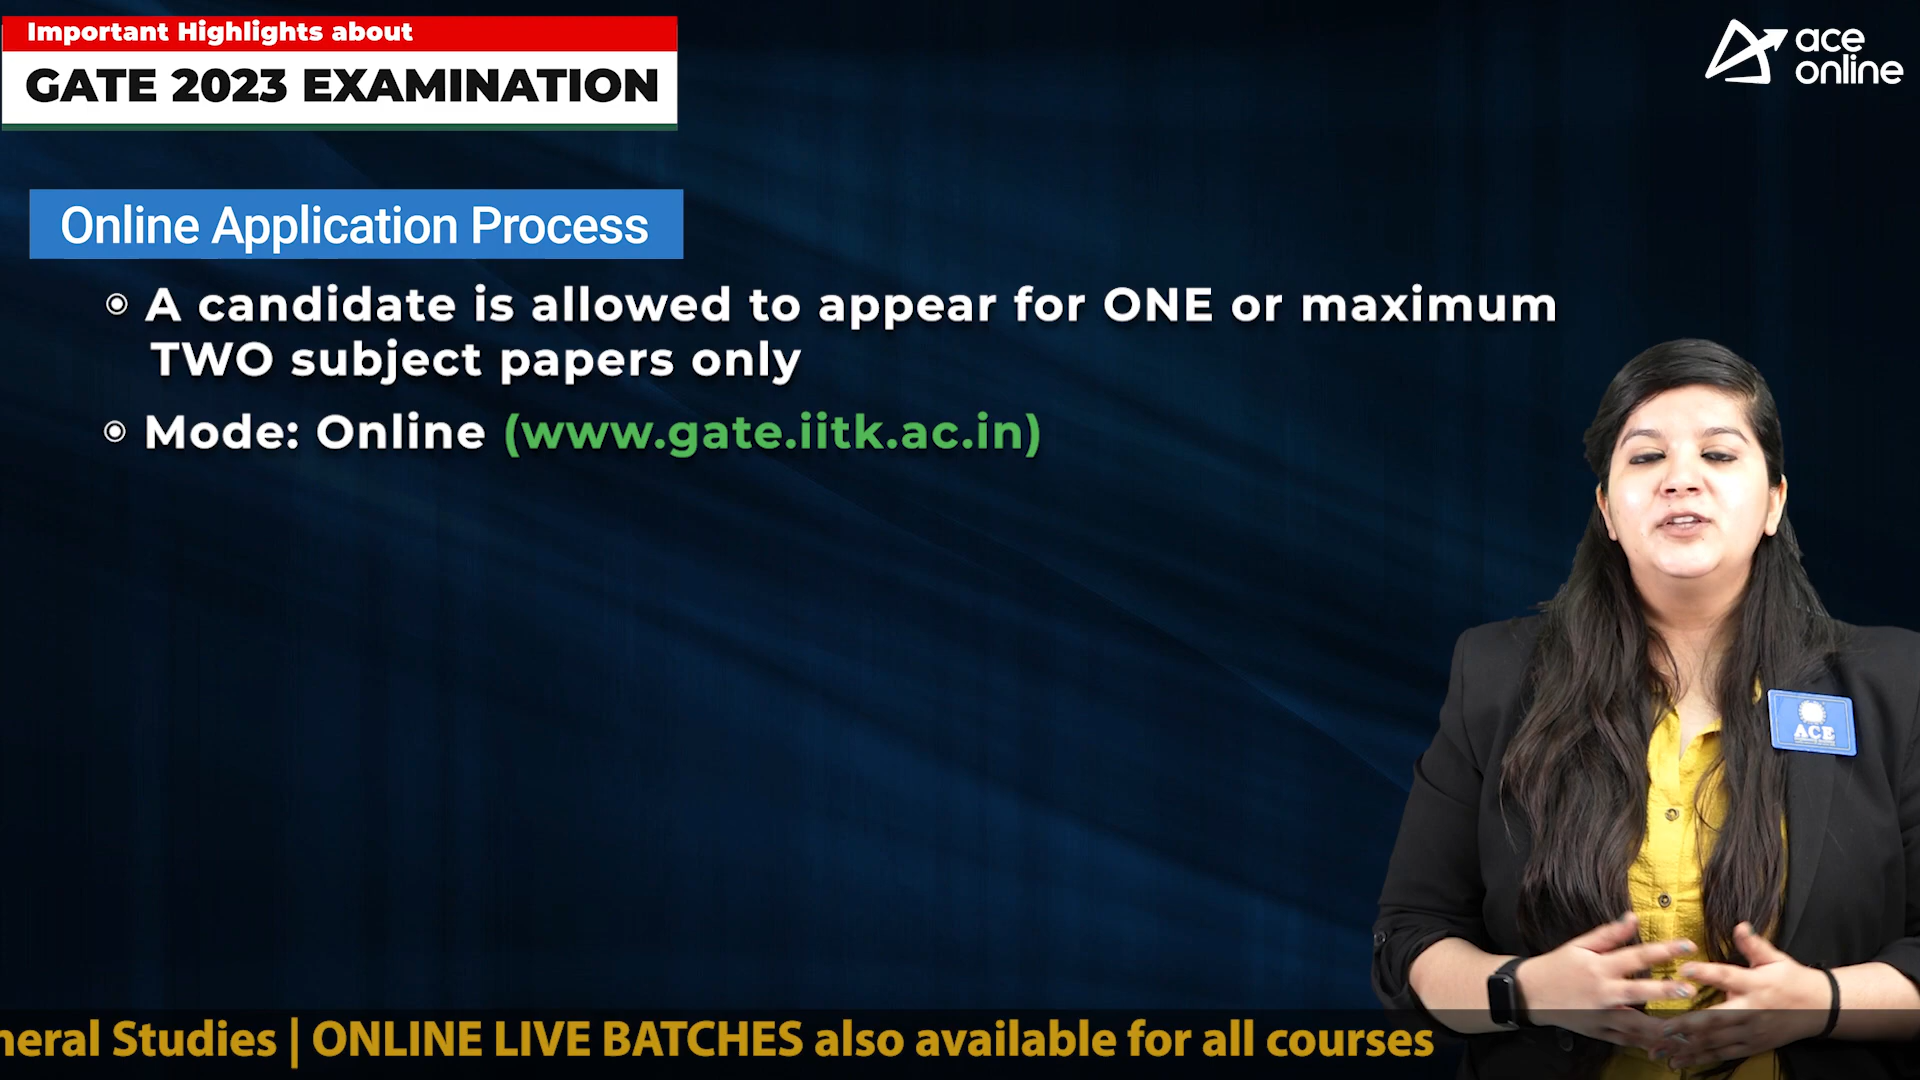 Important Highlights about
GATE 2023 EXAMINATION
ace
online
Online Application Process
A candidate is allowed to appear for ONE or maximum
TWO subject papers only
Mode: Online (www.gate.iitk.ac.in)
ACE
neral Studies | ONLINE LIVE BATCHES also available for all courses